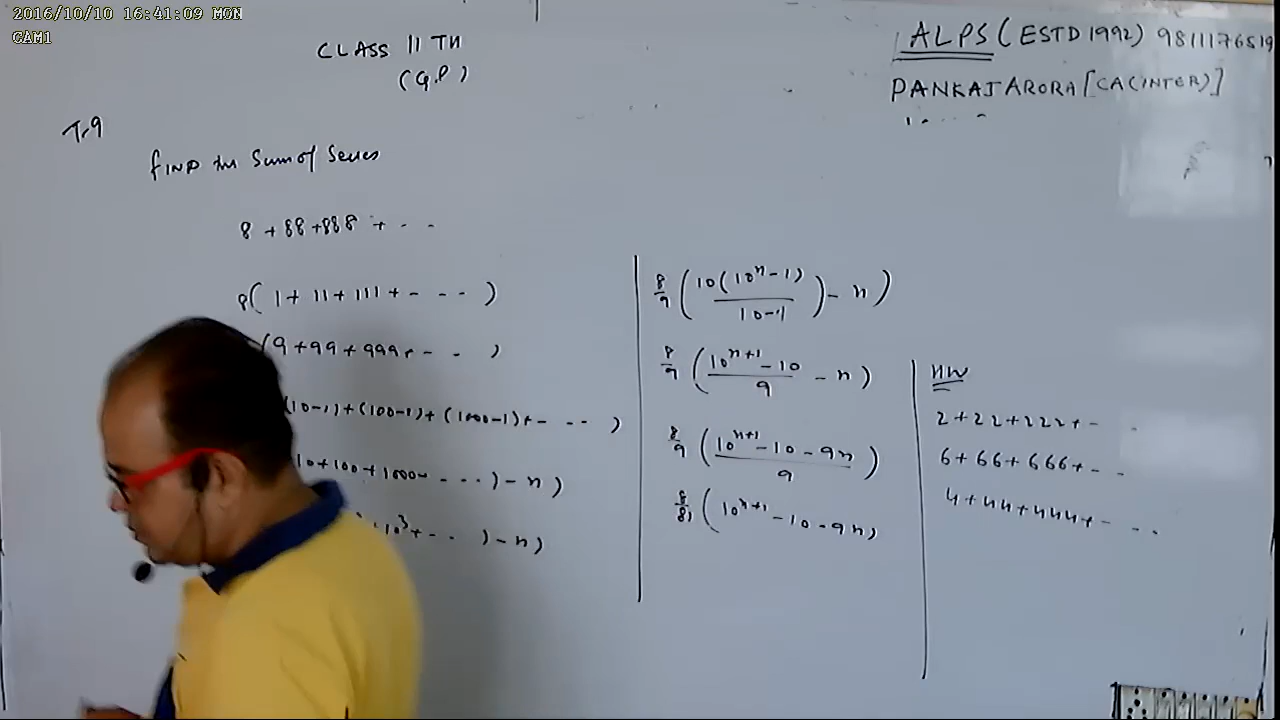 2016/10/10 16:41:09 MON
CAM1
CLASS 11 TH
(G.P)
ALPS (ESTD 1992) 9811176519
PANKAJ ARORA [CA(INTER)]
T-9
FIND the Sum of Series
8 + 88 + 888 + - -
8( 1 + 11 + 111 + - - - )
(9 + 99 + 999 + - - )
(10-1) + (100-1) + (1000-1) + - - - )
10 + 100 + 1000 - - - - ) - n )
10³ + - - ) - n )
8/9 ( 10(10ⁿ - 1)/10-1 ) - n )
8/9 ( 10ⁿ⁺¹ - 10/9 - n )
8/9 ( 10ⁿ⁺¹ - 10 - 9n/9 )
8/81 ( 10ⁿ⁺¹ - 10 - 9n )
HW
2 + 22 + 222 + - -
6 + 66 + 666 + - -
4 + 44 + 444 + - - -